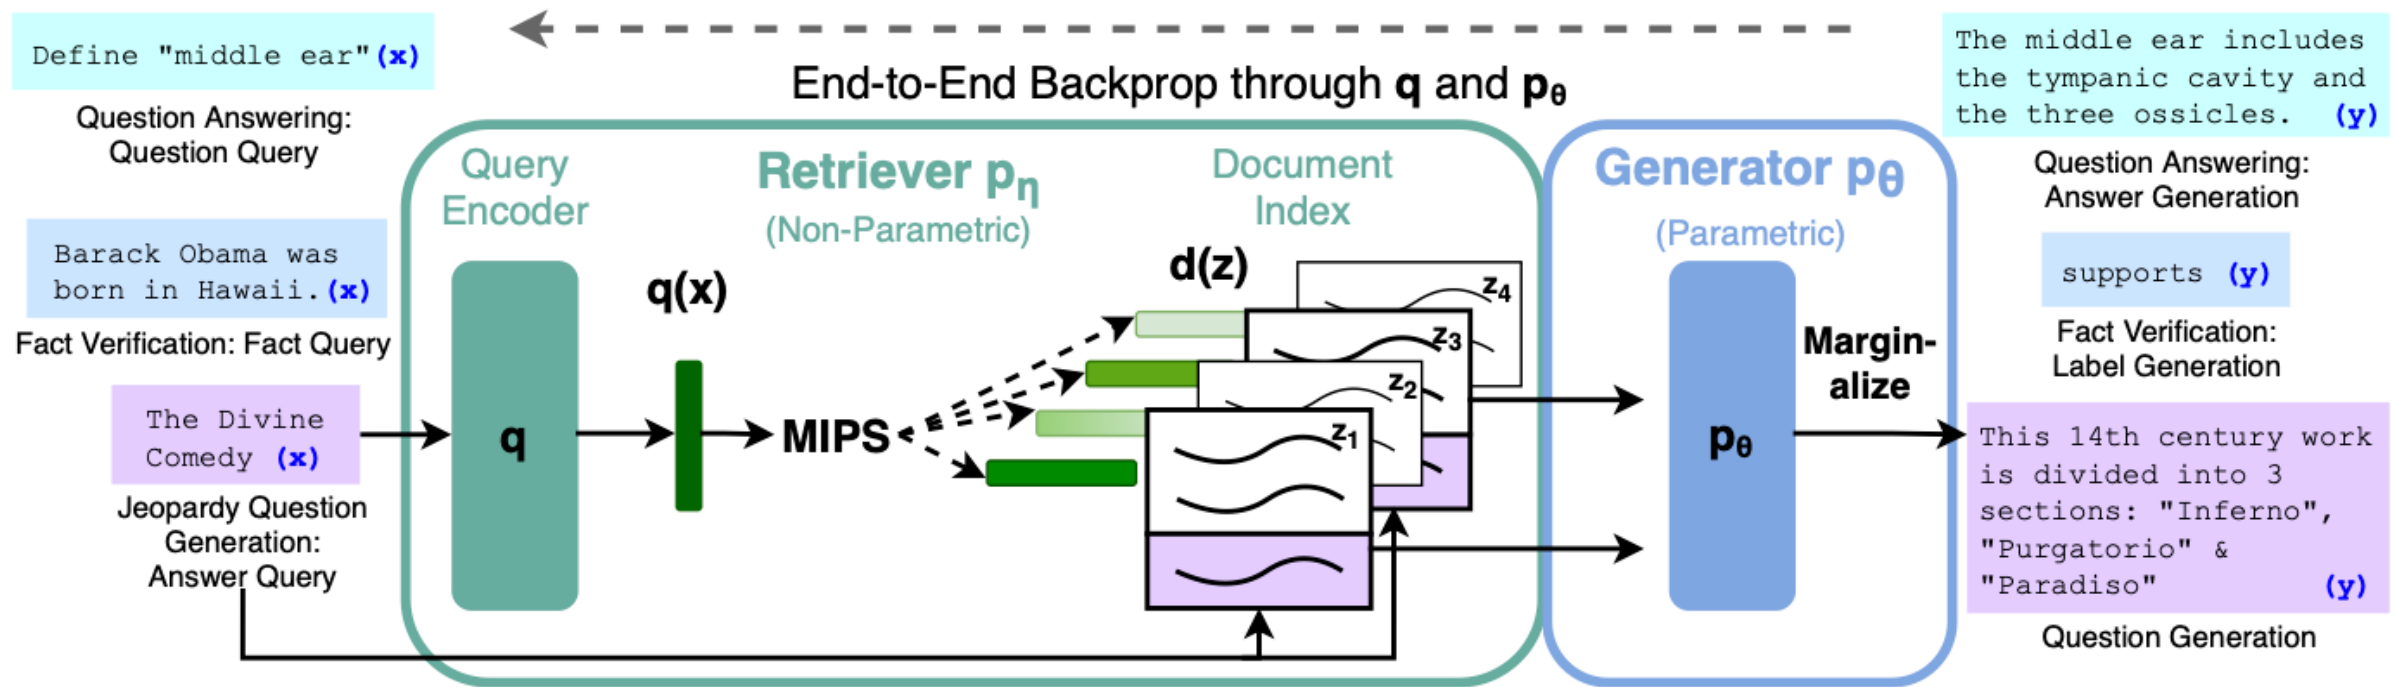 Define "middle ear"(x)
Question Answering:
Question Query
Barack Obama was
born in Hawaii.(x)
Fact Verification: Fact Query
The Divine
Comedy (x)
Jeopardy Question
Generation:
Answer Query
End-to-End Backprop through q and pθ
Query
Encoder
Retriever pη
(Non-Parametric)
Document
Index
q
q(x)
MIPS
d(z)
z4
z3
z2
z1
Generator pθ
(Parametric)
pθ
Margin-
alize
The middle ear includes
the tympanic cavity and
the three ossicles. (y)
Question Answering:
Answer Generation
supports (y)
Fact Verification:
Label Generation
This 14th century work
is divided into 3
sections: "Inferno",
"Purgatorio" &
"Paradiso" (y)
Question Generation